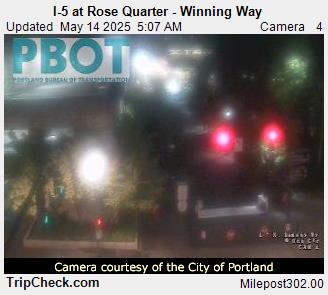 I-5 at Rose Quarter - Winning Way
Updated May 14 2025 5:07 AM Camera 4
PBOT
PORTLAND BUREAU OF TRANSPORTATION
Camera courtesy of the City of Portland
TripCheck.com Milepost302.00